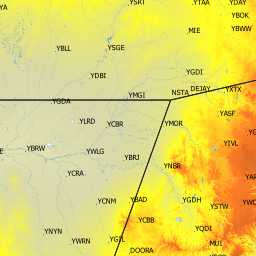 YSRT
YTAA
YDAY
YBOK
YBWW
MIE
YBLL
YSGE
YDBI
YGDI
DEJAY
YXTX
NSTA
YMGI
YGDA
YASF
YLRD
YCBR
YMOR
YIVL
YBRW
YWLG
YBRJ
YNBR
YCRA
YCNM
YBAD
YGDH
YSTW
YCBB
YNYN
YQDI
YWRN
YGIL
MUI
DOORA